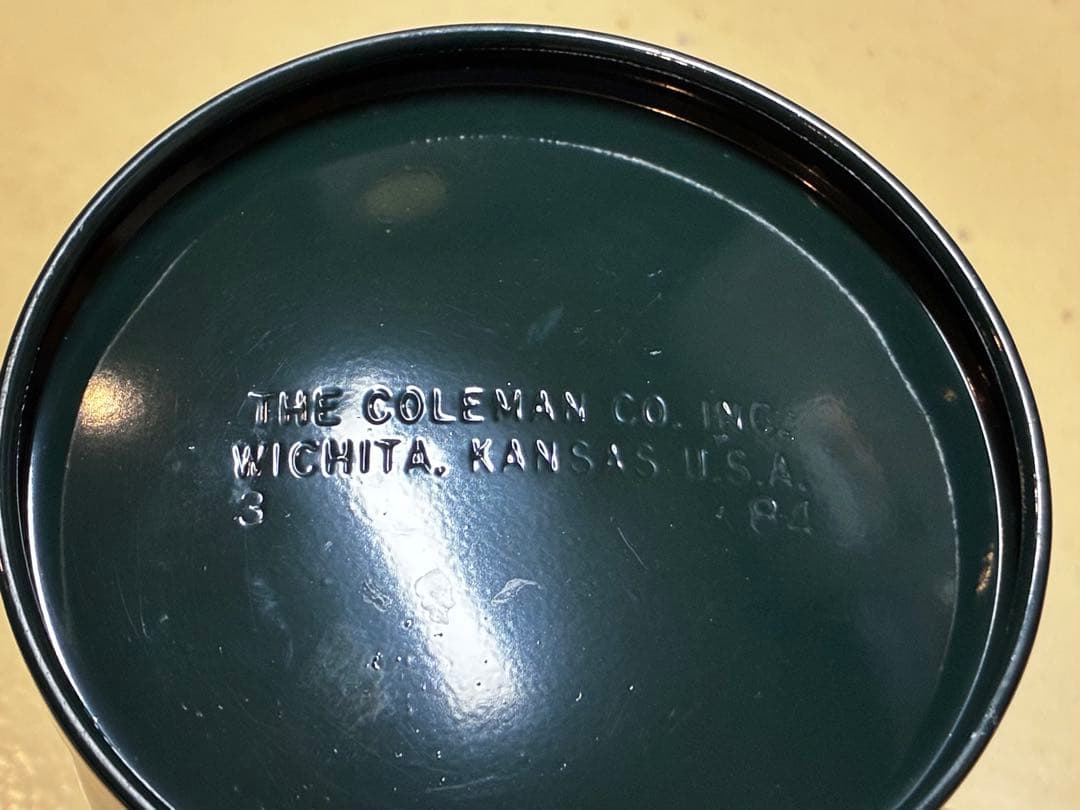 THE COLEMAN CO. INC.
WICHITA, KANSAS U.S.A.
3 84